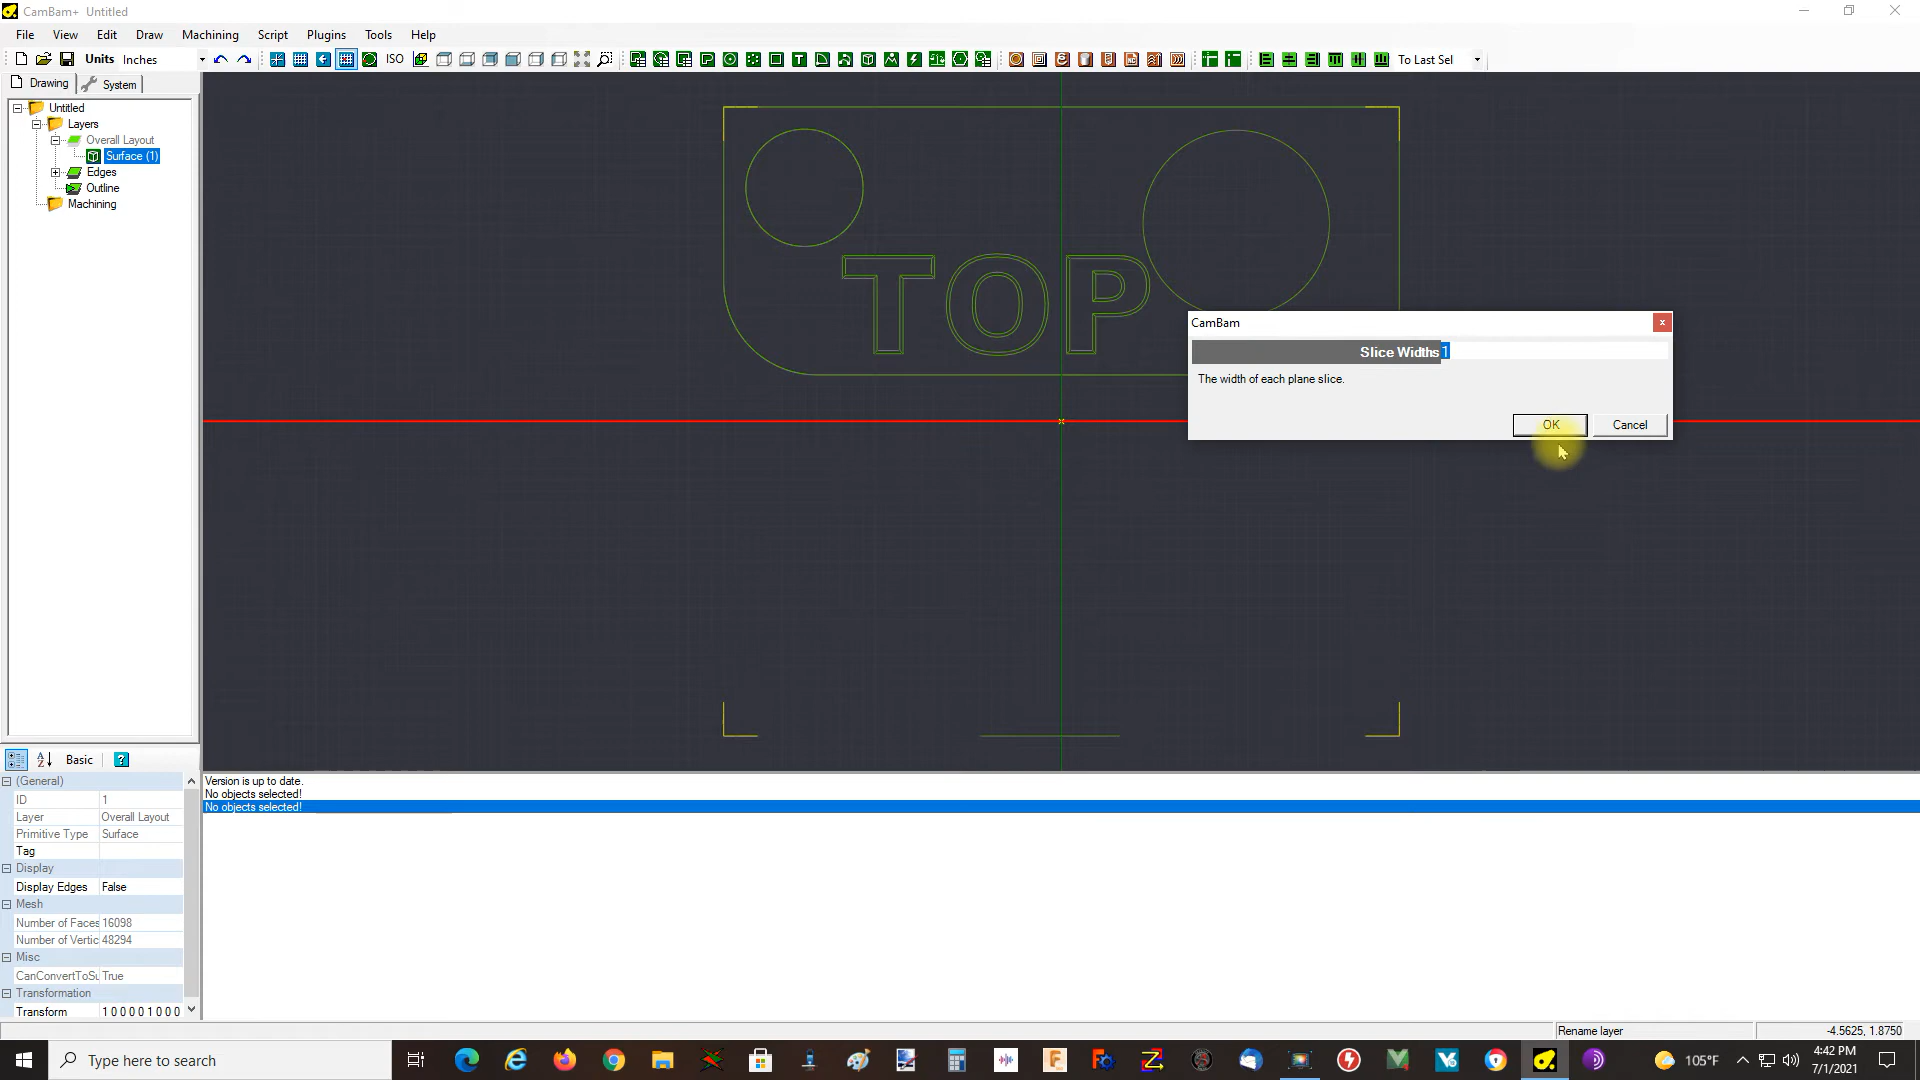 CamBam+ Untitled
File View Edit Draw Machining Script Plugins Tools Help
Units Inches ISO To Last Sel
Drawing System
Untitled
Layers
Overall Layout
Surface (1)
Edges
Outline
Machining
TOP
CamBam
Slice Widths 1
The width of each plane slice.
OK Cancel
Basic
(General)
ID 1
Layer Overall Layout
Primitive Type Surface
Tag
Display
Display Edges False
Mesh
Number of Faces 16098
Number of Vertic 48294
Misc
CanConvertToSu True
Transformation
Transform 1 0 0 0 0 1 0 0 0
Version is up to date.
No objects selected!
No objects selected!
Rename layer -4.5625, 1.8750
Type here to search
105°F
4:42 PM
7/1/2021